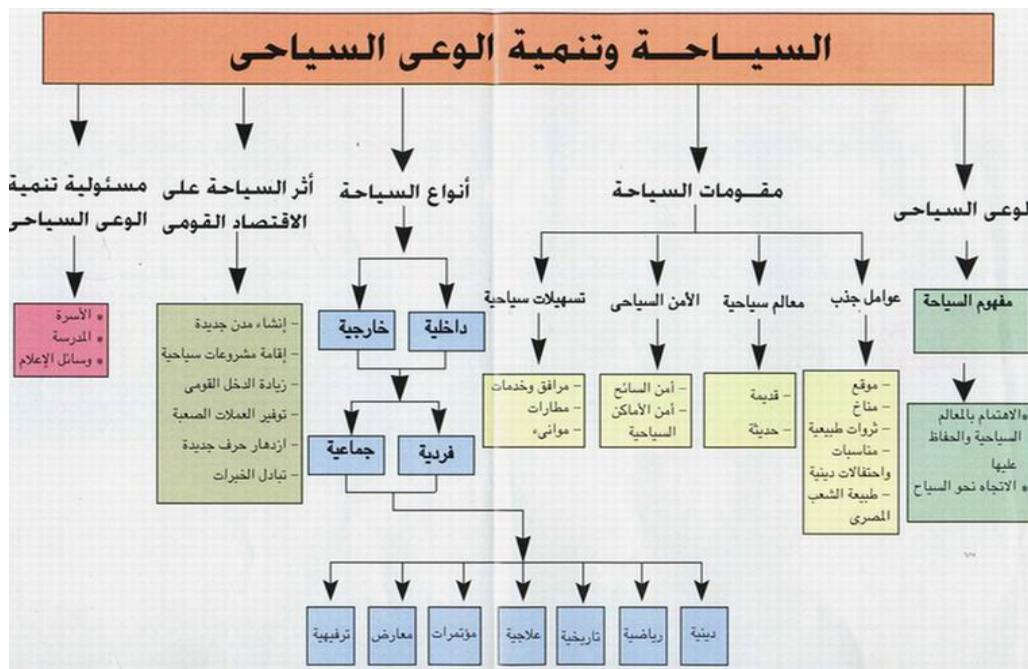 السياحة وتنمية الوعى السياحى
الوعى السياحى
مفهوم السياحة
*الاهتمام بالمعالم
السياحية والحفاظ
عليها
* الاتجاه نحو السياح
مقومات السياحة
عوامل جذب
- موقع
- مناخ
- ثروات طبيعية
- مناسبات
واحتفالات دينية
- طبيعة الشعب
المصرى
معالم سياحية
- قديمة
- حديثة
الأمن السياحى
- أمن السائح
- أمن الأماكن
السياحية
تسهيلات سياحية
- مرافق وخدمات
- مطارات
- موانىء
أنواع السياحة
داخلية
خارجية
فردية
جماعية
دينية
رياضية
تاريخية
علاجية
مؤتمرات
معارض
ترفيهية
أثر السياحة على
الاقتصاد القومى
- إنشاء مدن جديدة
- إقامة مشروعات سياحية
- زيادة الدخل القومى
- توفير العملات الصعبة
- ازدهار حرف جديدة
- تبادل الخبرات
مسئولية تنمية
الوعى السياحى
* الأسرة
* المدرسة
* وسائل الإعلام